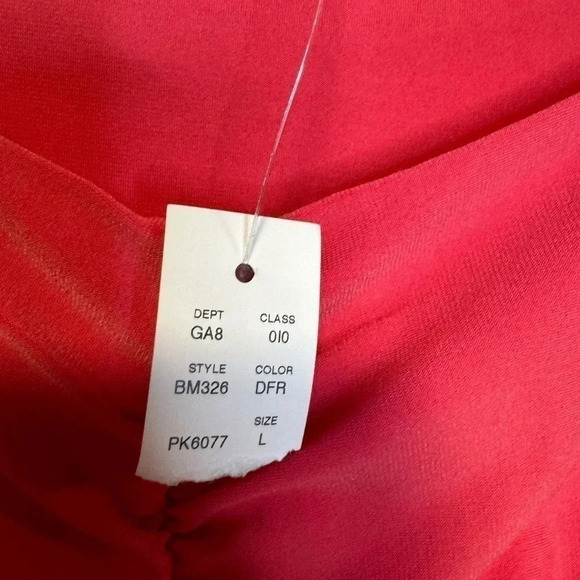 DEPT CLASS
GA8 010
STYLE COLOR
BM326 DFR
SIZE
PK6077 L